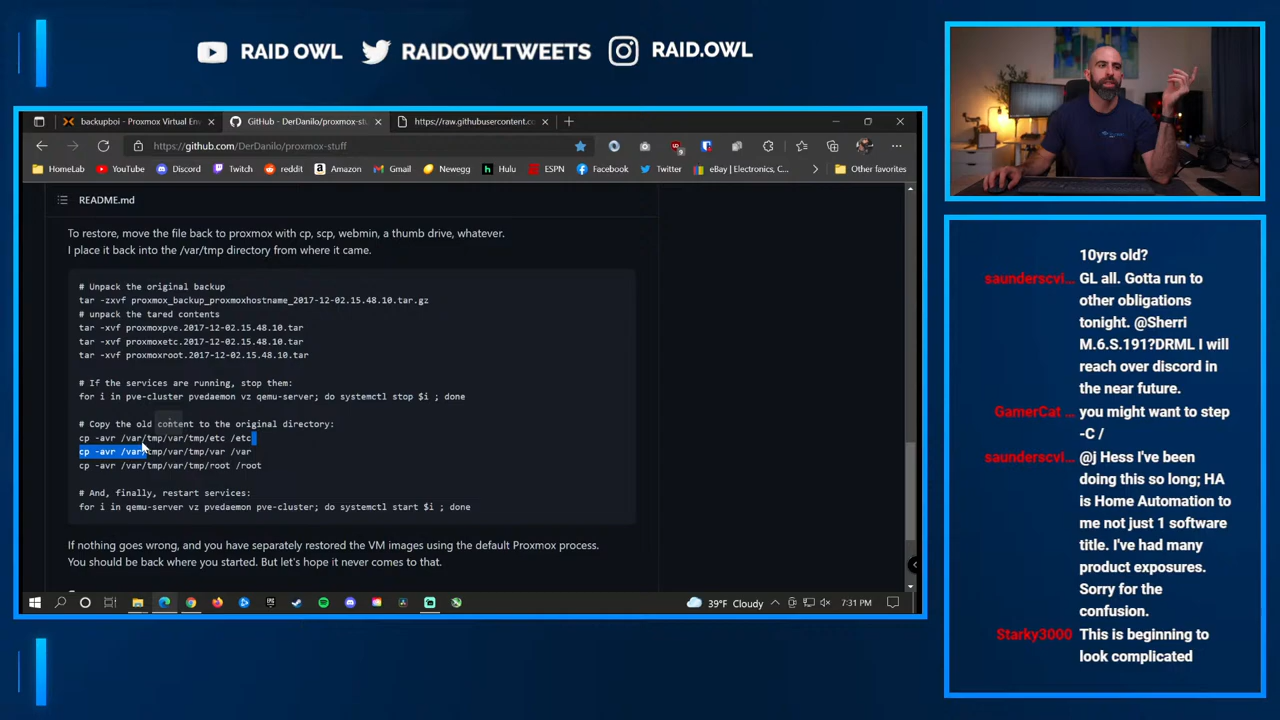 RAID OWL
RAIDOWLTWEETS
RAID.OWL
backupboi - Proxmox Virtual Env
GitHub - DerDanilo/proxmox-stu
https://raw.githubusercontent.co
https://github.com/DerDanilo/proxmox-stuff
HomeLab
YouTube
Discord
Twitch
reddit
Amazon
Gmail
Newegg
Hulu
ESPN
Facebook
Twitter
eBay | Electronics, C...
Other favorites
README.md
To restore, move the file back to proxmox with cp, scp, webmin, a thumb drive, whatever.
I place it back into the /var/tmp directory from where it came.
# Unpack the original backup
tar -zxvf proxmox_backup_proxmoxhostname_2017-12-02.15.48.10.tar.gz
# unpack the tared contents
tar -xvf proxmoxpve.2017-12-02.15.48.10.tar
tar -xvf proxmoxetc.2017-12-02.15.48.10.tar
tar -xvf proxmoxroot.2017-12-02.15.48.10.tar
# If the services are running, stop them:
for i in pve-cluster pvedaemon vz qemu-server; do systemctl stop $i ; done
# Copy the old content to the original directory:
cp -avr /var/tmp/var/tmp/etc /etc
cp -avr /var/tmp/var/tmp/var /var
cp -avr /var/tmp/var/tmp/root /root
# And, finally, restart services:
for i in qemu-server vz pvedaemon pve-cluster; do systemctl start $i ; done
If nothing goes wrong, and you have separately restored the VM images using the default Proxmox process.
You should be back where you started. But let's hope it never comes to that.
39°F Cloudy
7:31 PM
10yrs old?
saunderscvi... GL all. Gotta run to
other obligations
tonight. @Sherri
M.6.S.191?DRML I will
reach over discord in
the near future.
GamerCat ... you might want to step
-C /
saunderscvi... @j Hess I've been
doing this so long; HA
is Home Automation to
me not just 1 software
title. I've had many
product exposures.
Sorry for the
confusion.
Starky3000 This is beginning to
look complicated